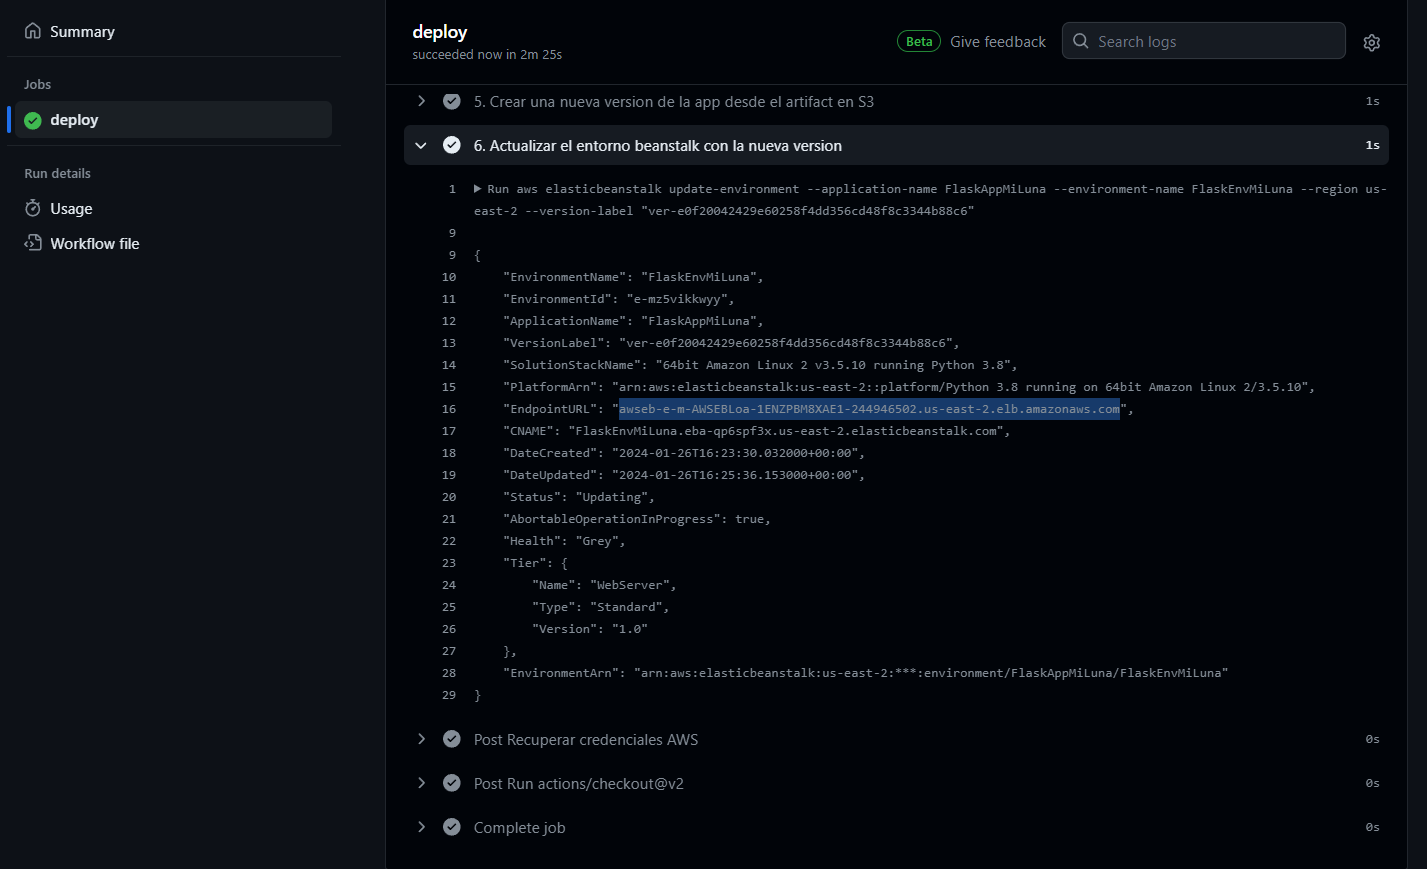 Summary
Jobs
deploy
Run details
Usage
Workflow file
deploy
succeeded now in 2m 25s
Beta Give feedback
Search logs
5. Crear una nueva version de la app desde el artifact en S3 1s
6. Actualizar el entorno beanstalk con la nueva version 1s
1 Run aws elasticbeanstalk update-environment --application-name FlaskAppMiLuna --environment-name FlaskEnvMiLuna --region us-
east-2 --version-label "ver-e0f20042429e60258f4dd356cd48f8c3344b88c6"
9
9 {
10 "EnvironmentName": "FlaskEnvMiLuna",
11 "EnvironmentId": "e-mz5vikkwyy",
12 "ApplicationName": "FlaskAppMiLuna",
13 "VersionLabel": "ver-e0f20042429e60258f4dd356cd48f8c3344b88c6",
14 "SolutionStackName": "64bit Amazon Linux 2 v3.5.10 running Python 3.8",
15 "PlatformArn": "arn:aws:elasticbeanstalk:us-east-2::platform/Python 3.8 running on 64bit Amazon Linux 2/3.5.10",
16 "EndpointURL": "awseb-e-m-AWSEBLoa-1ENZPBM8XAE1-244946502.us-east-2.elb.amazonaws.com",
17 "CNAME": "FlaskEnvMiLuna.eba-qp6spf3x.us-east-2.elasticbeanstalk.com",
18 "DateCreated": "2024-01-26T16:23:30.032000+00:00",
19 "DateUpdated": "2024-01-26T16:25:36.153000+00:00",
20 "Status": "Updating",
21 "AbortableOperationInProgress": true,
22 "Health": "Grey",
23 "Tier": {
24 "Name": "WebServer",
25 "Type": "Standard",
26 "Version": "1.0"
27 },
28 "EnvironmentArn": "arn:aws:elasticbeanstalk:us-east-2:***:environment/FlaskAppMiLuna/FlaskEnvMiLuna"
29 }
Post Recuperar credenciales AWS 0s
Post Run actions/checkout@v2 0s
Complete job 0s